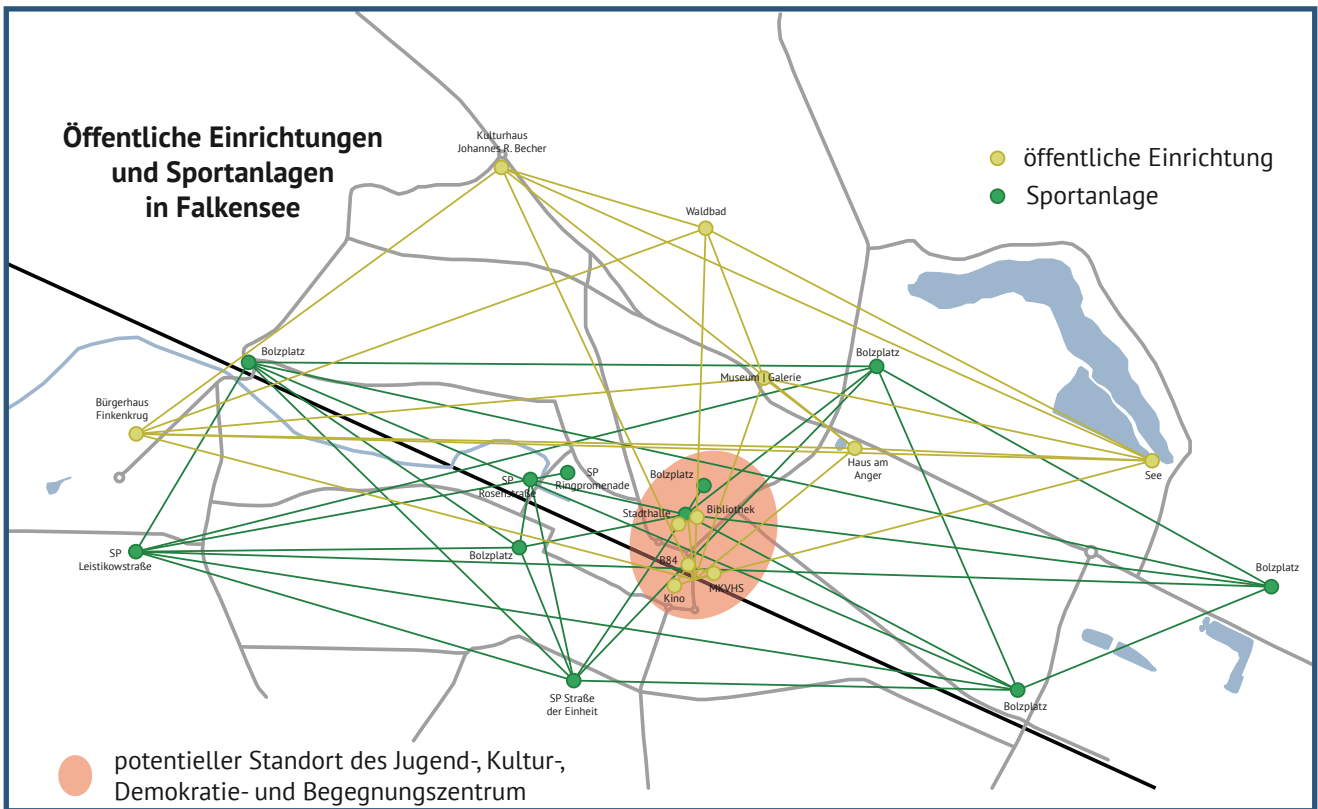 Öffentliche Einrichtungen
und Sportanlagen
in Falkensee
öffentliche Einrichtung
Sportanlage
Kulturhaus
Johannes R. Becher
Waldbad
Bolzplatz
Bolzplatz
Museum | Galerie
Bürgerhaus
Finkenkrug
Haus am
Anger
See
SP
Rosenstraße
SP
Ringpromenade
Bolzplatz
Stadthalle
Bibliothek
Bolzplatz
SP
Leistikowstraße
B84
MKVHS
Kino
Bolzplatz
SP Straße
der Einheit
Bolzplatz
potentieller Standort des Jugend-, Kultur-,
Demokratie- und Begegnungszentrum